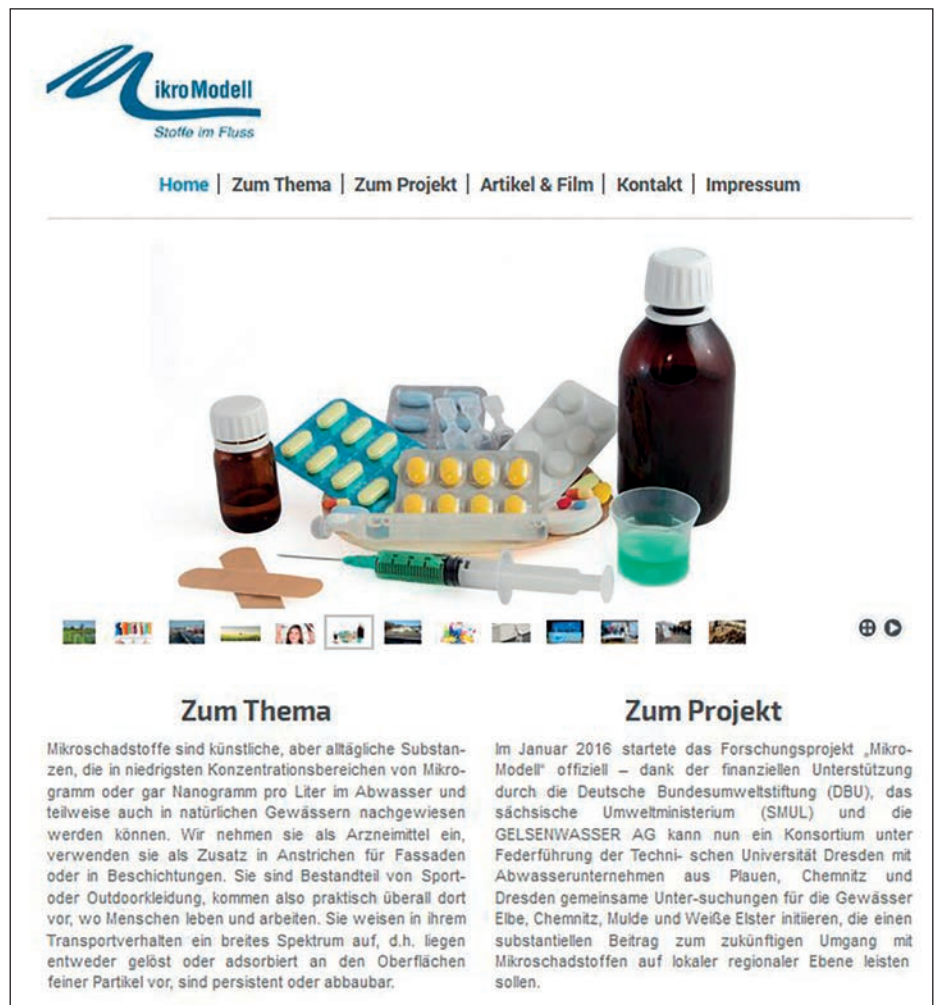 MikroModell
Stoffe im Fluss
Home | Zum Thema | Zum Projekt | Artikel & Film | Kontakt | Impressum
Zum Thema
Mikroschadstoffe sind künstliche, aber alltägliche Substan-
zen, die in niedrigsten Konzentrationsbereichen von Mikro-
gramm oder gar Nanogramm pro Liter im Abwasser und
teilweise auch in natürlichen Gewässern nachgewiesen
werden können. Wir nehmen sie als Arzneimittel ein,
verwenden sie als Zusatz in Anstrichen für Fassaden
oder in Beschichtungen. Sie sind Bestandteil von Sport-
oder Outdoorkleidung, kommen also praktisch überall dort
vor, wo Menschen leben und arbeiten. Sie weisen in ihrem
Transportverhalten ein breites Spektrum auf, d.h. liegen
entweder gelöst oder adsorbiert an den Oberflächen
feiner Partikel vor, sind persistent oder abbaubar.
Zum Projekt
Im Januar 2016 startete das Forschungsprojekt „Mikro-
Modell" offiziell – dank der finanziellen Unterstützung
durch die Deutsche Bundesumweltstiftung (DBU), das
sächsische Umweltministerium (SMUL) und die
GELSENWASSER AG kann nun ein Konsortium unter
Federführung der Techni- schen Universität Dresden mit
Abwasserunternehmen aus Plauen, Chemnitz und
Dresden gemeinsame Unter-suchungen für die Gewässer
Elbe, Chemnitz, Mulde und Weiße Elster initiieren, die einen
substantiellen Beitrag zum zukünftigen Umgang mit
Mikroschadstoffen auf lokaler regionaler Ebene leisten
sollen.